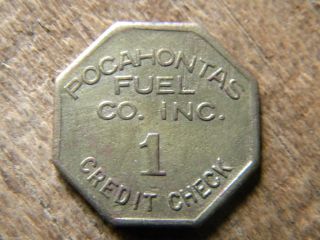 POCAHONTAS
FUEL
CO. INC.
1
CREDIT CHECK